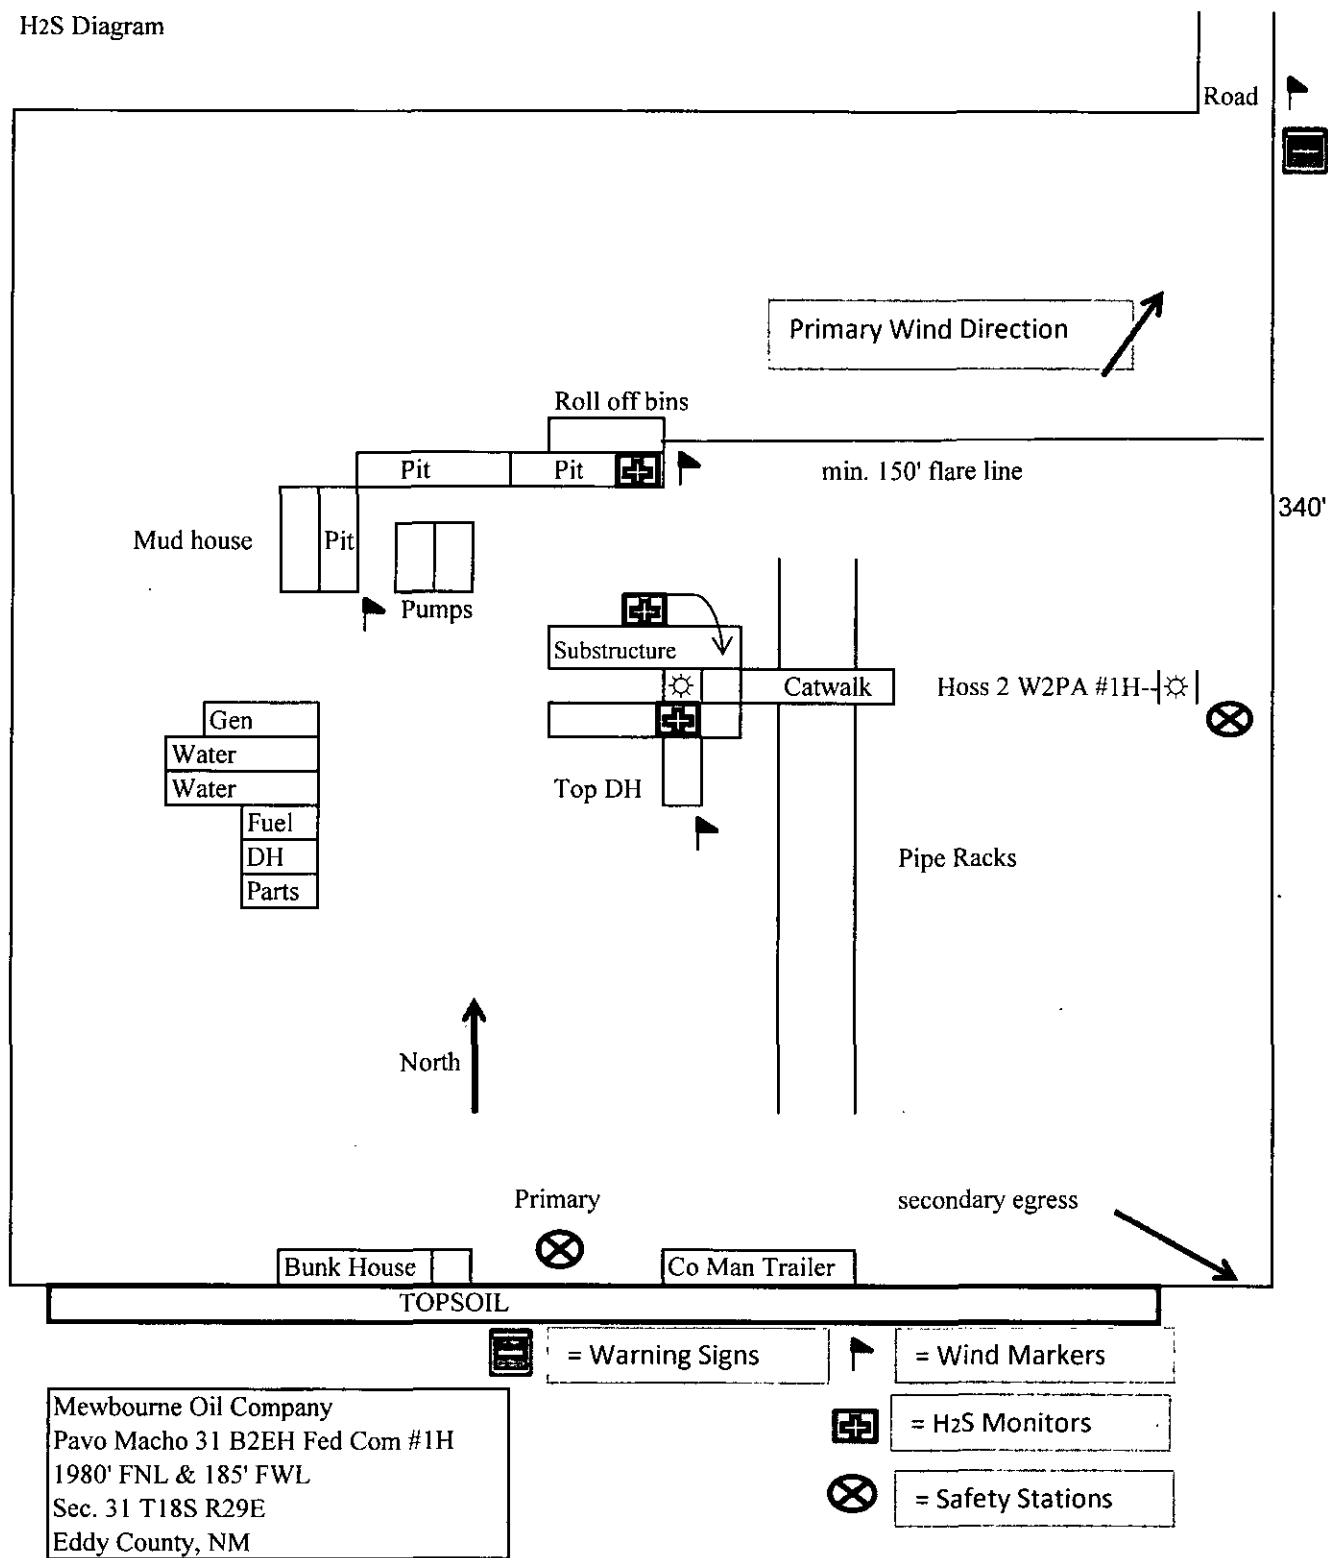 H2S Diagram
Road
Primary Wind Direction
Roll off bins
Pit
Pit
min. 150' flare line
340'
Mud house
Pit
Pumps
Substructure
Catwalk
Hoss 2 W2PA #1H--
Gen
Water
Water
Top DH
Fuel
DH
Parts
Pipe Racks
North
Primary
secondary egress
Bunk House
Co Man Trailer
TOPSOIL
= Warning Signs
= Wind Markers
Mewbourne Oil Company
Pavo Macho 31 B2EH Fed Com #1H
1980' FNL & 185' FWL
Sec. 31 T18S R29E
Eddy County, NM
= H2S Monitors
= Safety Stations